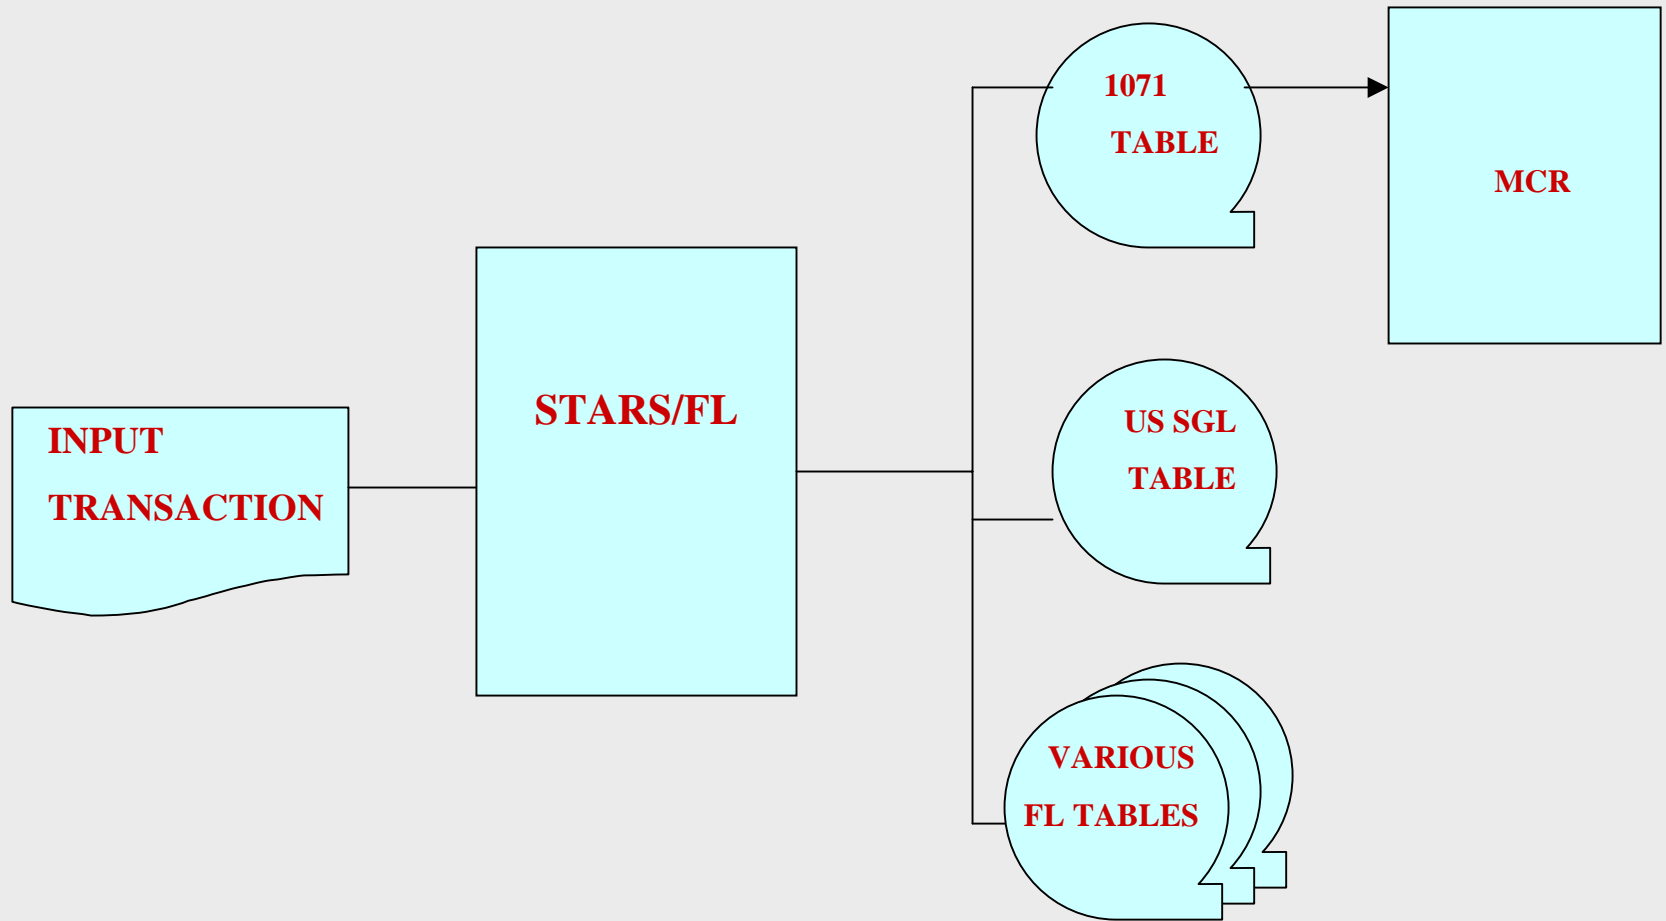 INPUT
TRANSACTION
STARS/FL
1071
TABLE
MCR
US SGL
TABLE
VARIOUS
FL TABLES